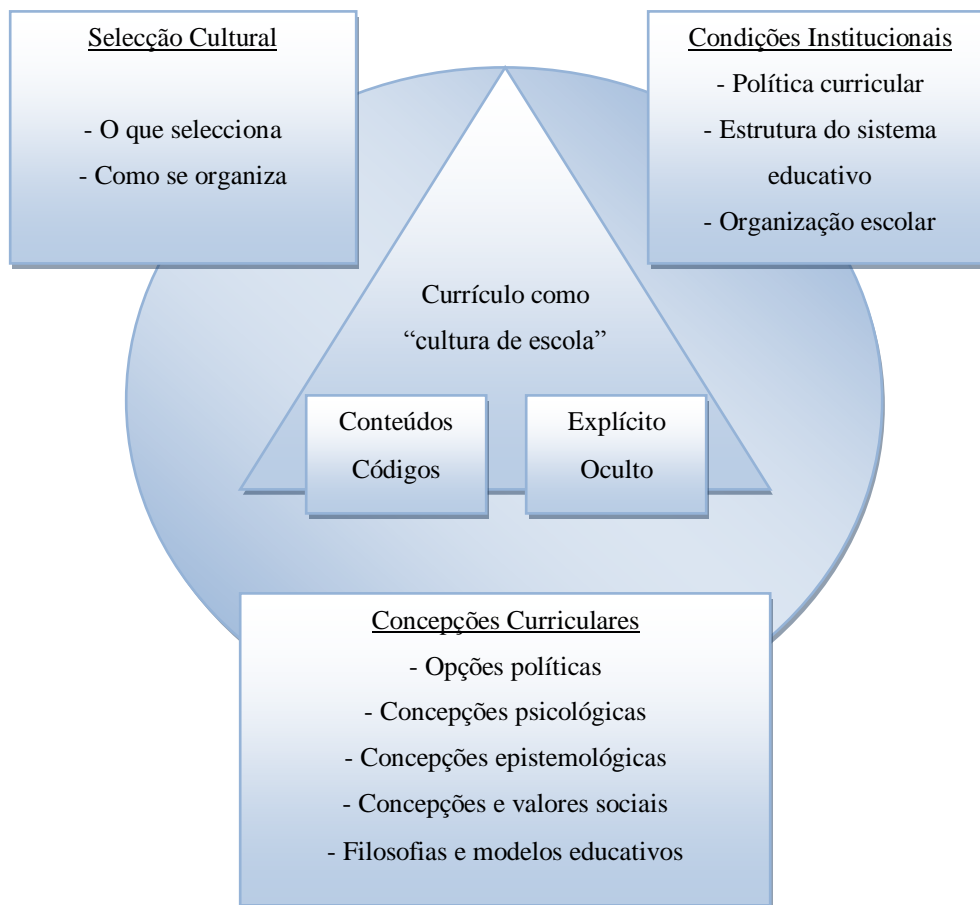 Selecção Cultural
- O que selecciona
- Como se organiza
Condições Institucionais
- Política curricular
- Estrutura do sistema
educativo
- Organização escolar
Currículo como
“cultura de escola”
Conteúdos
Códigos
Explícito
Oculto
Concepções Curriculares
- Opções políticas
- Concepções psicológicas
- Concepções epistemológicas
- Concepções e valores sociais
- Filosofias e modelos educativos